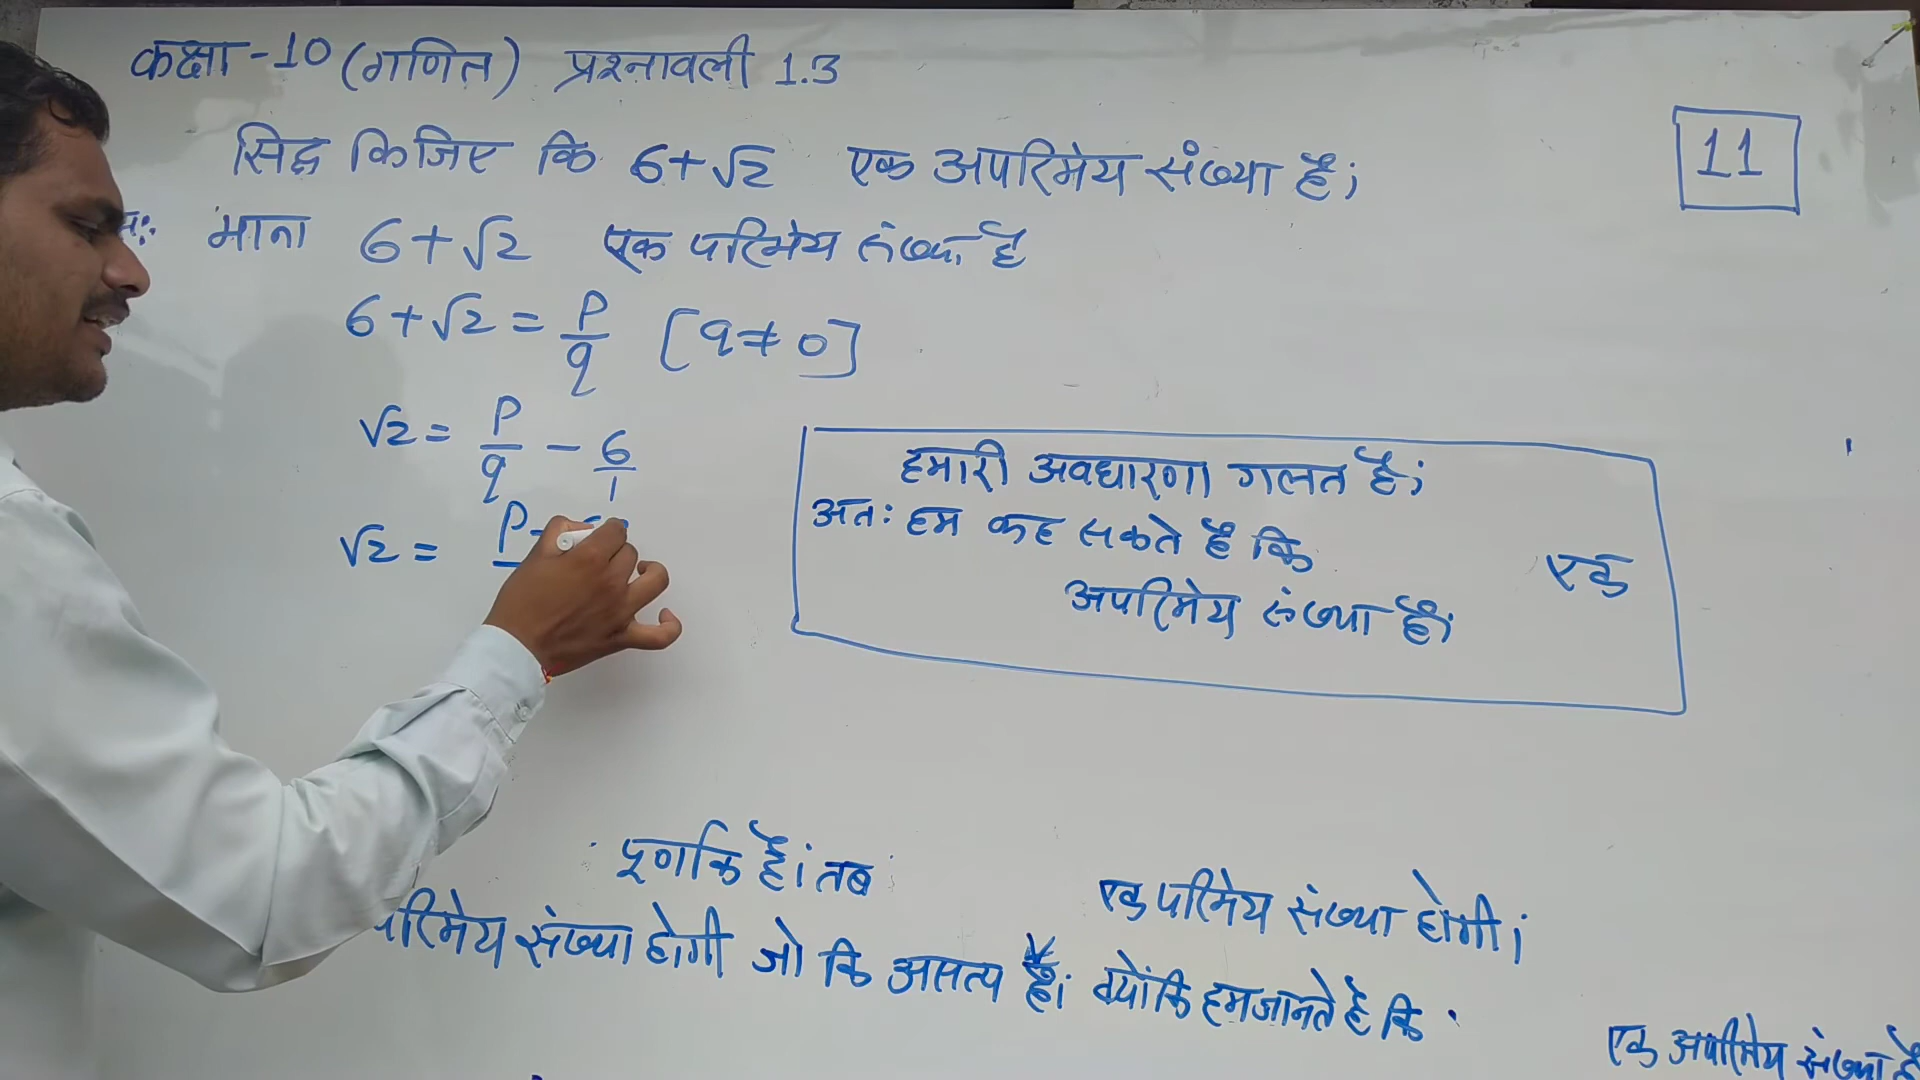 कक्षा-10 (गणित) प्रश्नावली 1.3
11
सिद्ध किजिए कि 6+√2 एक अपरिमेय संख्या है;
माना 6+√2 एक परिमेय संख्या है
6+√2 = p/q [q≠0]
√2 = p/q - 6/1
√2 = p-
हमारी अवधारणा गलत है;
अतः हम कह सकते है कि एक
अपरिमेय संख्या है।
पूर्णांक है। तब एक परिमेय संख्या होगी।
परिमेय संख्या होगी जो कि असत्य है। क्योंकि हम जानते है कि
एक अपरिमेय संख्या है